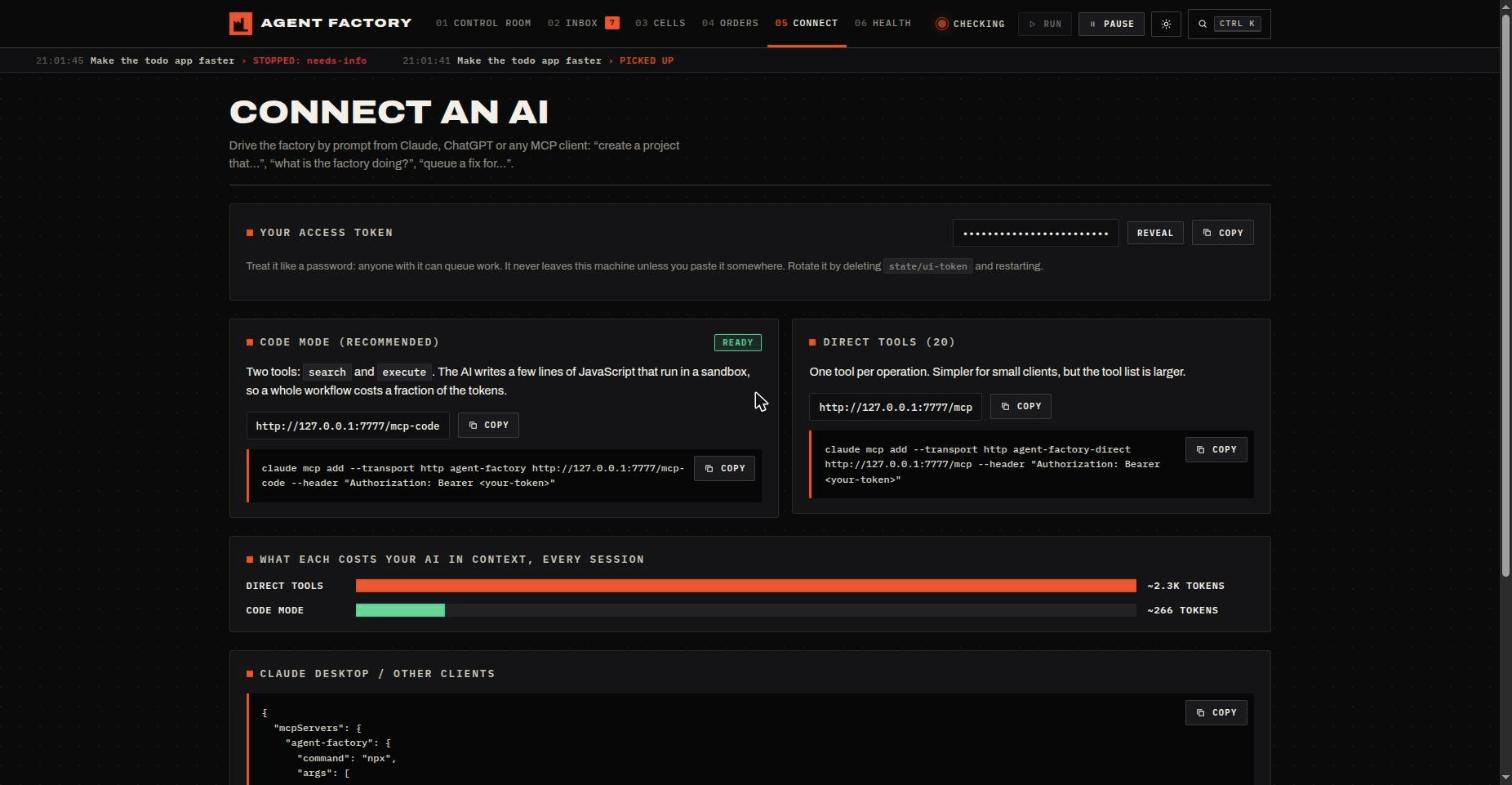 AGENT FACTORY 01 CONTROL ROOM 02 INBOX 7 03 CELLS 04 ORDERS 05 CONNECT 06 HEALTH CHECKING RUN PAUSE CTRL K
21:01:45 Make the todo app faster › STOPPED: needs-info 21:01:41 Make the todo app faster › PICKED UP
CONNECT AN AI
Drive the factory by prompt from Claude, ChatGPT or any MCP client: “create a project
that...”, “what is the factory doing?”, “queue a fix for...”.
YOUR ACCESS TOKEN •••••••••••••••••••••••• REVEAL COPY
Treat it like a password: anyone with it can queue work. It never leaves this machine unless you paste it somewhere. Rotate it by deleting state/ui-token and restarting.
CODE MODE (RECOMMENDED) READY
Two tools: search and execute. The AI writes a few lines of JavaScript that run in a sandbox,
so a whole workflow costs a fraction of the tokens.
http://127.0.0.1:7777/mcp-code COPY
claude mcp add --transport http agent-factory http://127.0.0.1:7777/mcp-
code --header "Authorization: Bearer <your-token>"
COPY
DIRECT TOOLS (20)
One tool per operation. Simpler for small clients, but the tool list is larger.
http://127.0.0.1:7777/mcp COPY
claude mcp add --transport http agent-factory-direct
http://127.0.0.1:7777/mcp --header "Authorization: Bearer
<your-token>"
COPY
WHAT EACH COSTS YOUR AI IN CONTEXT, EVERY SESSION
DIRECT TOOLS ~2.3K TOKENS
CODE MODE ~266 TOKENS
CLAUDE DESKTOP / OTHER CLIENTS
COPY
{
"mcpServers": {
"agent-factory": {
"command": "npx",
"args": [